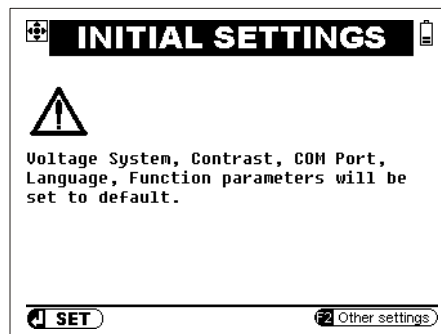 INITIAL SETTINGS
Voltage System, Contrast, COM Port,
Language, Function parameters will be
set to default.
SET
F2 Other settings